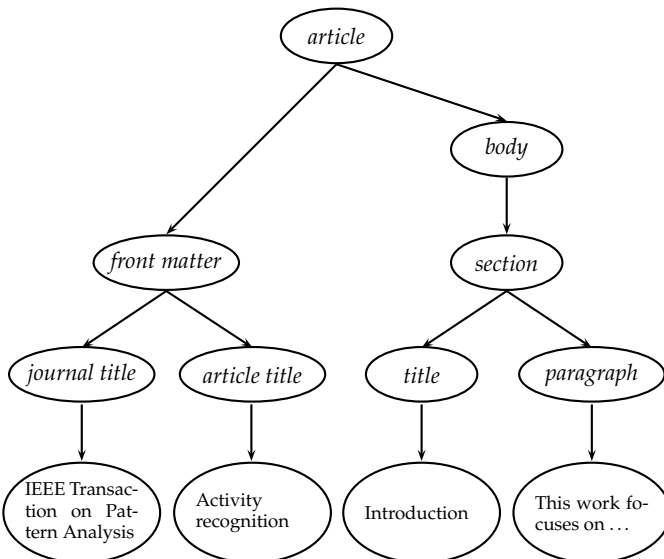 article
body
front matter
section
journal title
article title
title
paragraph
IEEE Transac-
tion on Pat-
tern Analysis
Activity
recognition
Introduction
This work fo-
cuses on ...